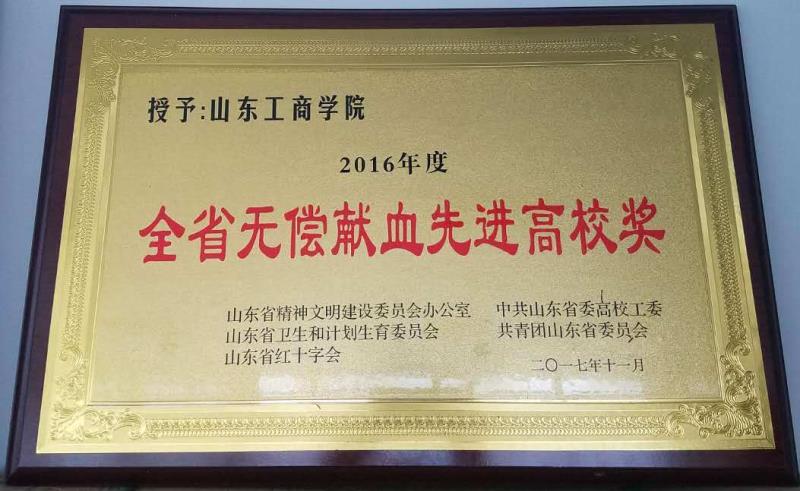 授予:山东工商学院
2016年度
全省无偿献血先进高校奖
山东省精神文明建设委员会办公室 中共山东省委高校工委
山东省卫生和计划生育委员会 共青团山东省委员会
山东省红十字会
二〇一七年十一月